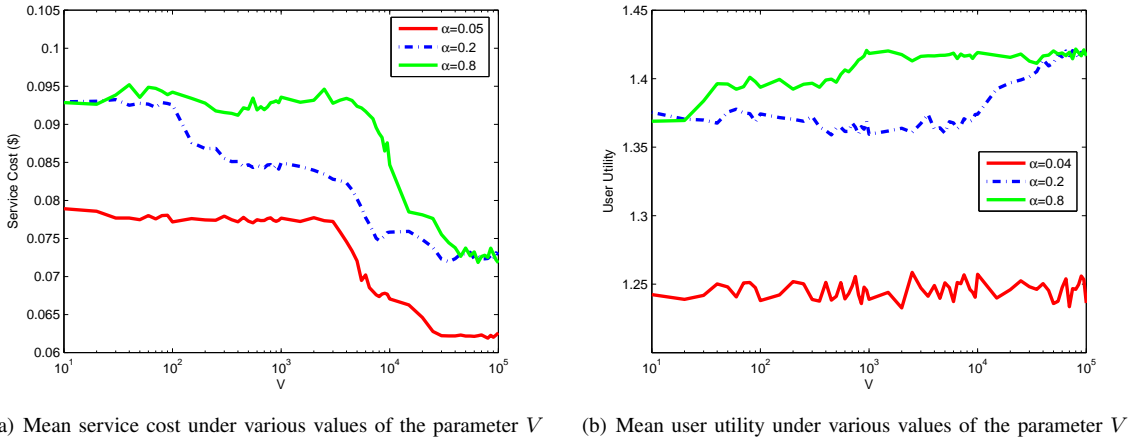 0.105
0.1
0.095
0.09
0.085
0.08
0.075
0.07
0.065
0.06
Service Cost ($)
10^1
10^2
10^3
10^4
10^5
V
α=0.05
α=0.2
α=0.8
1.45
1.4
1.35
1.3
1.25
User Utility
10^1
10^2
10^3
10^4
10^5
V
α=0.04
α=0.2
α=0.8
a) Mean service cost under various values of the parameter V
(b) Mean user utility under various values of the parameter V